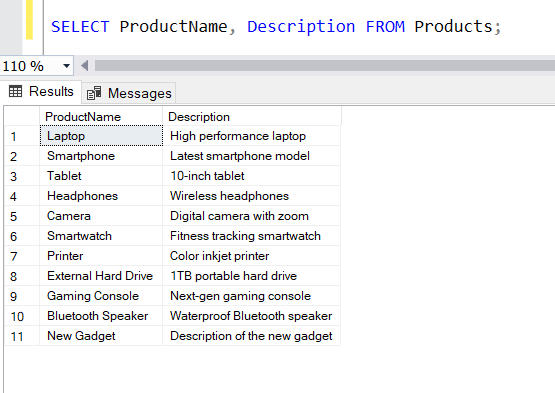 SELECT ProductName, Description FROM Products;
110 %
Results Messages
ProductName Description
1 Laptop High performance laptop
2 Smartphone Latest smartphone model
3 Tablet 10-inch tablet
4 Headphones Wireless headphones
5 Camera Digital camera with zoom
6 Smartwatch Fitness tracking smartwatch
7 Printer Color inkjet printer
8 External Hard Drive 1TB portable hard drive
9 Gaming Console Next-gen gaming console
10 Bluetooth Speaker Waterproof Bluetooth speaker
11 New Gadget Description of the new gadget